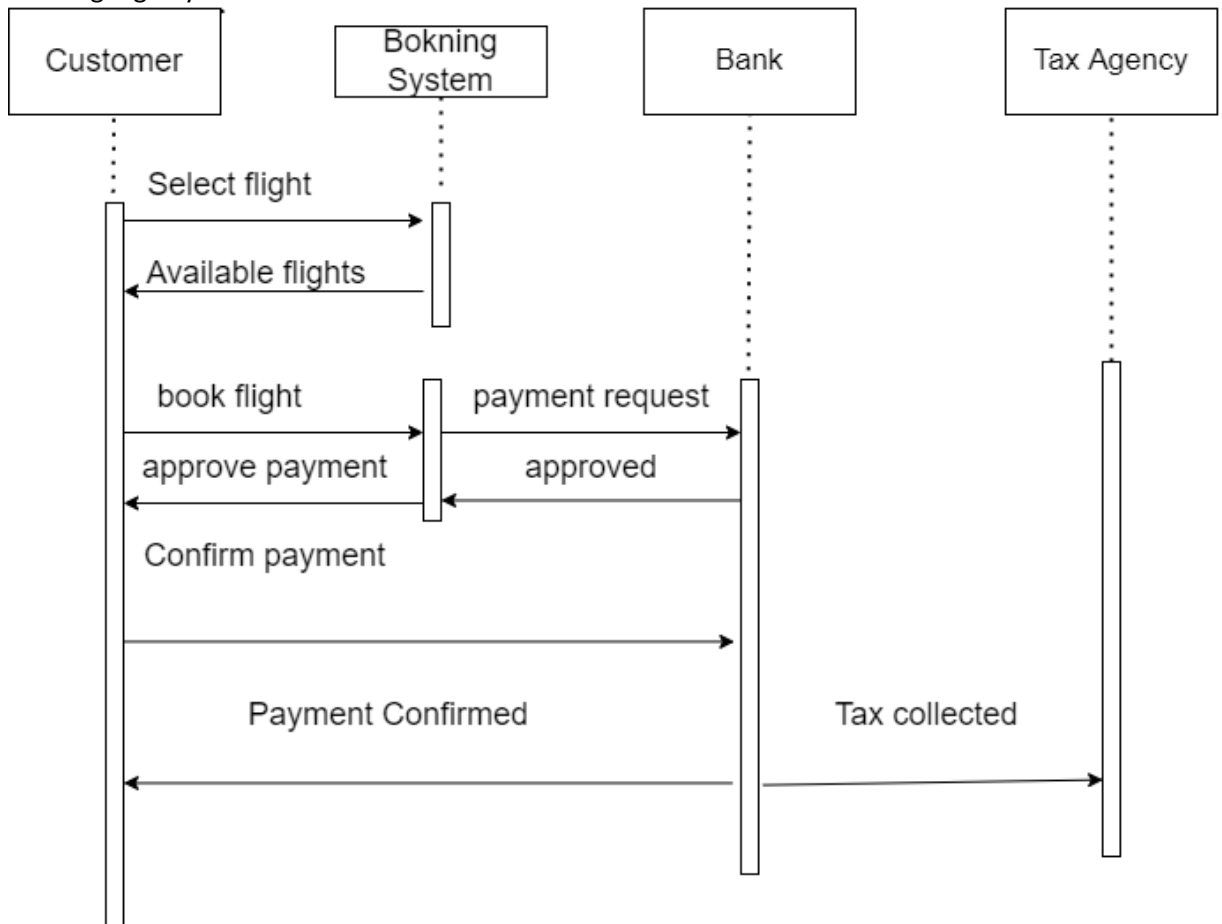 Customer
Bokning
System
Bank
Tax Agency
Select flight
Available flights
book flight
payment request
approve payment
approved
Confirm payment
Payment Confirmed
Tax collected